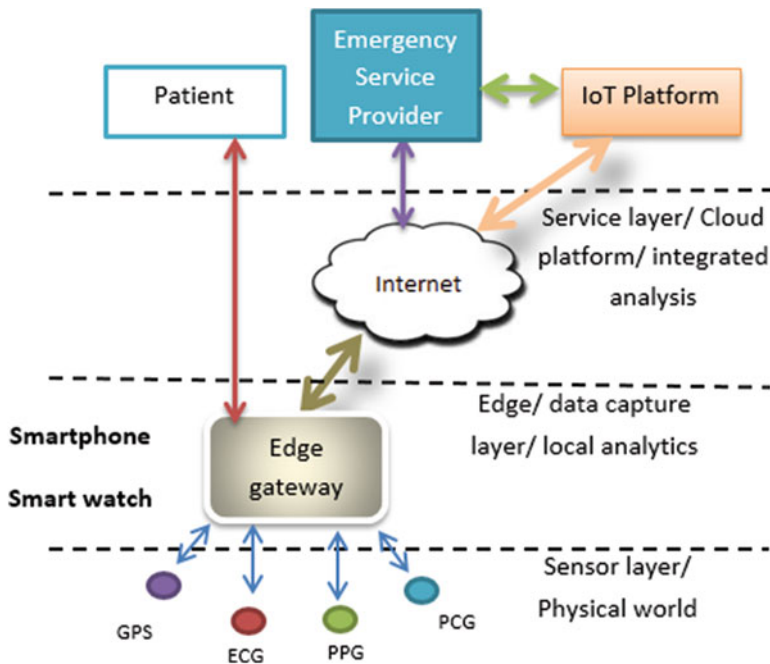 Patient
Emergency
Service
Provider
IoT Platform
Internet
Service layer/ Cloud
platform/ integrated
analysis
Smartphone
Smart watch
Edge
gateway
Edge/ data capture
layer/ local analytics
GPS
ECG
PPG
PCG
Sensor layer/
Physical world